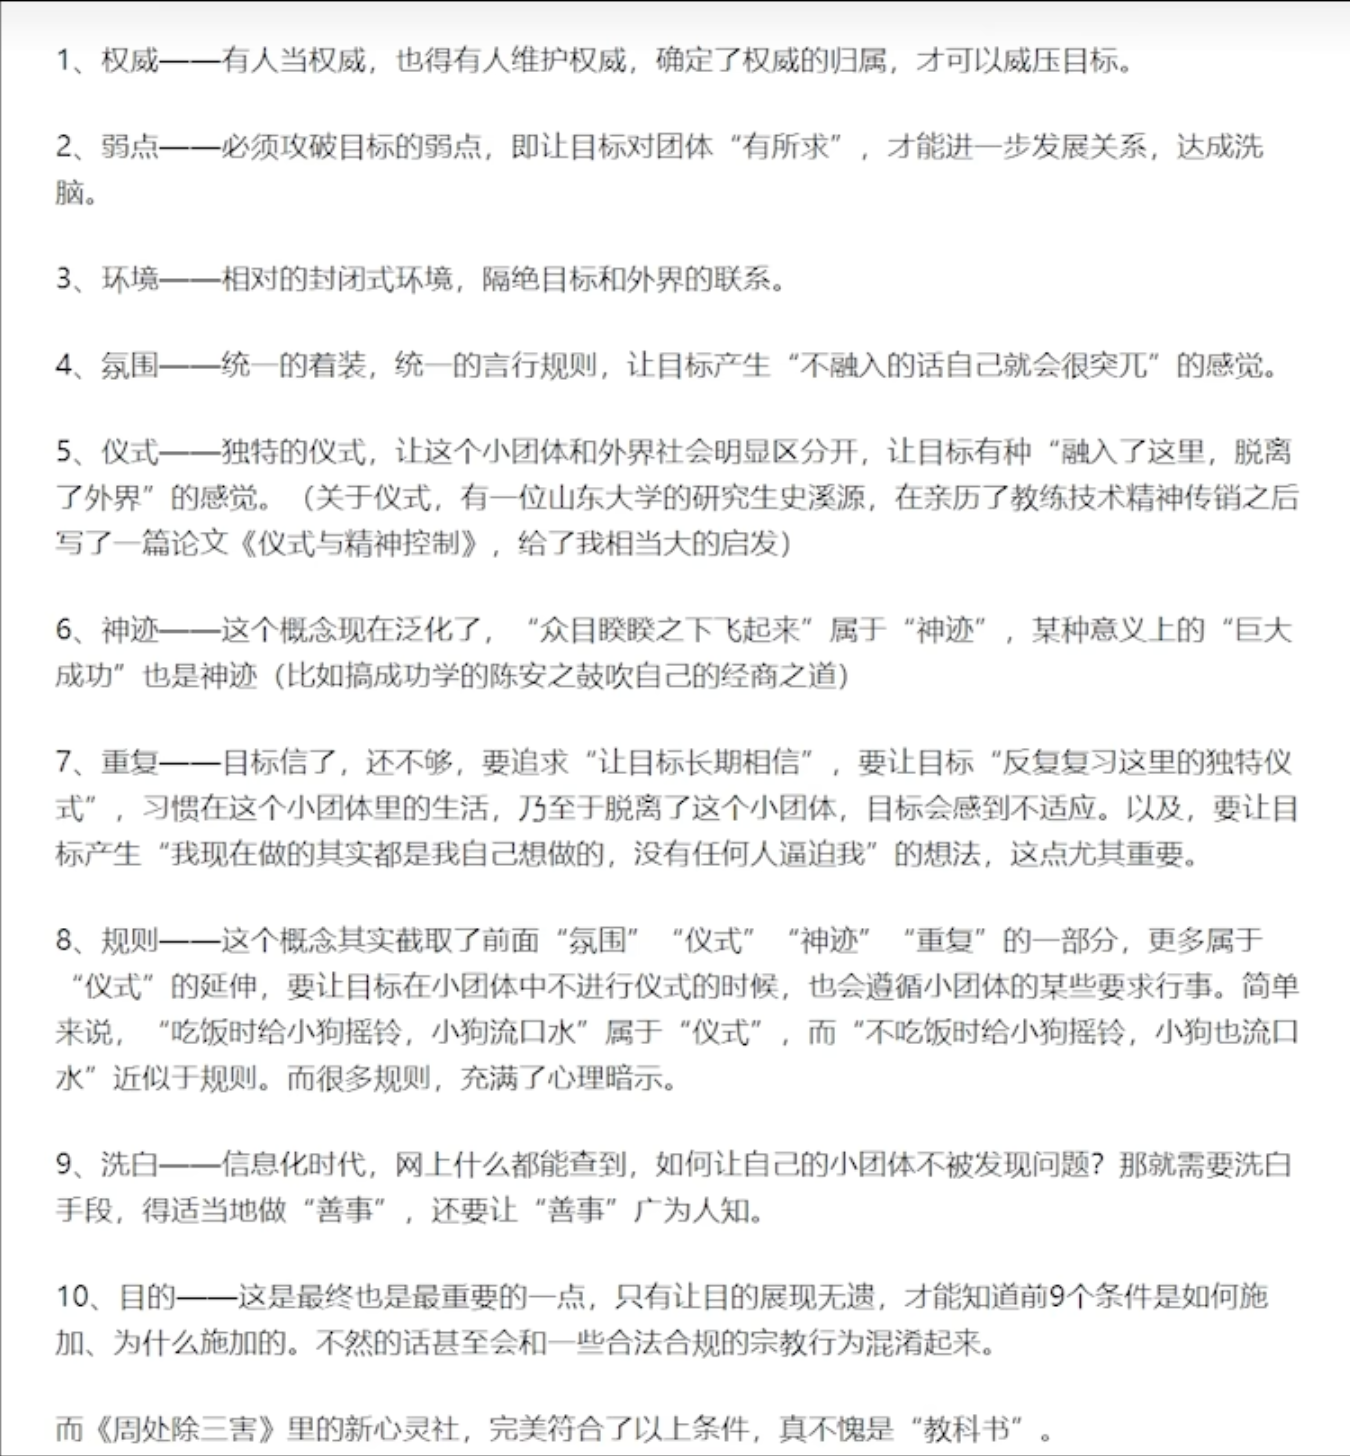 1、权威——有人当权威，也得有人维护权威，确定了权威的归属，才可以威压目标。
2、弱点——必须攻破目标的弱点，即让目标对团体“有所求”，才能进一步发展关系，达成洗
脑。
3、环境——相对的封闭式环境，隔绝目标和外界的联系。
4、氛围——统一的着装，统一的言行规则，让目标产生“不融入的话自己就会很突兀”的感觉。
5、仪式——独特的仪式，让这个小团体和外界社会明显区分开，让目标有种“融入了这里，脱离
了外界”的感觉。（关于仪式，有一位山东大学的研究生史溪源，在亲历了教练技术精神传销之后
写了一篇论文《仪式与精神控制》，给了我相当大的启发）
6、神迹——这个概念现在泛化了，“众目睽睽之下飞起来”属于“神迹”，某种意义上的“巨大
成功”也是神迹（比如搞成功学的陈安之鼓吹自己的经商之道）
7、重复——目标信了，还不够，要追求“让目标长期相信”，要让目标“反复复习这里的独特仪
式”，习惯在这个小团体里的生活，乃至于脱离了这个小团体，目标会感到不适应。以及，要让目
标产生“我现在做的其实都是我自己想做的，没有任何人逼迫我”的想法，这点尤其重要。
8、规则——这个概念其实截取了前面“氛围”“仪式”“神迹”“重复”的一部分，更多属于
“仪式”的延伸，要让目标在小团体中不进行仪式的时候，也会遵循小团体的某些要求行事。简单
来说，“吃饭时给小狗摇铃，小狗流口水”属于“仪式”，而“不吃饭时给小狗摇铃，小狗也流口
水”近似于规则。而很多规则，充满了心理暗示。
9、洗白——信息化时代，网上什么都能查到，如何让自己的小团体不被发现问题？那就需要洗白
手段，得适当地做“善事”，还要让“善事”广为人知。
10、目的——这是最终也是最重要的一点，只有让目的展现无遗，才能知道前9个条件是如何施
加、为什么施加的。不然的话甚至会和一些合法合规的宗教行为混淆起来。
而《周处除三害》里的新心灵社，完美符合了以上条件，真不愧是“教科书”。